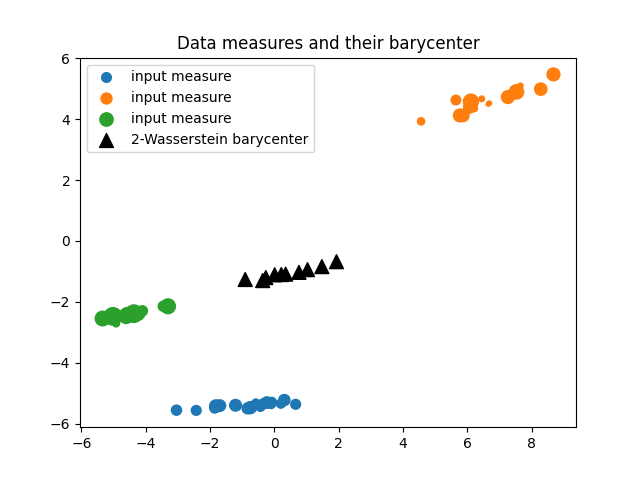 Data measures and their barycenter
input measure
input measure
input measure
2-Wasserstein barycenter
6
4
2
0
−2
−4
−6
−6 −4 −2 0 2 4 6 8